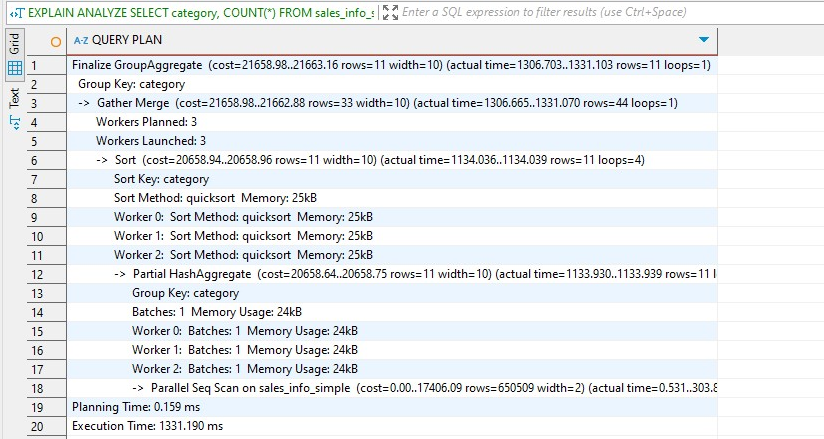 EXPLAIN ANALYZE SELECT category, COUNT(*) FROM sales_info_s Enter a SQL expression to filter results (use Ctrl+Space)
Grid
Text
A-Z QUERY PLAN
1 Finalize GroupAggregate (cost=21658.98..21663.16 rows=11 width=10) (actual time=1306.703..1331.103 rows=11 loops=1)
2 Group Key: category
3 -> Gather Merge (cost=21658.98..21662.88 rows=33 width=10) (actual time=1306.665..1331.070 rows=44 loops=1)
4 Workers Planned: 3
5 Workers Launched: 3
6 -> Sort (cost=20658.94..20658.96 rows=11 width=10) (actual time=1134.036..1134.039 rows=11 loops=4)
7 Sort Key: category
8 Sort Method: quicksort Memory: 25kB
9 Worker 0: Sort Method: quicksort Memory: 25kB
10 Worker 1: Sort Method: quicksort Memory: 25kB
11 Worker 2: Sort Method: quicksort Memory: 25kB
12 -> Partial HashAggregate (cost=20658.64..20658.75 rows=11 width=10) (actual time=1133.930..1133.939 rows=11 l
13 Group Key: category
14 Batches: 1 Memory Usage: 24kB
15 Worker 0: Batches: 1 Memory Usage: 24kB
16 Worker 1: Batches: 1 Memory Usage: 24kB
17 Worker 2: Batches: 1 Memory Usage: 24kB
18 -> Parallel Seq Scan on sales_info_simple (cost=0.00..17406.09 rows=650509 width=2) (actual time=0.531..303.8
19 Planning Time: 0.159 ms
20 Execution Time: 1331.190 ms